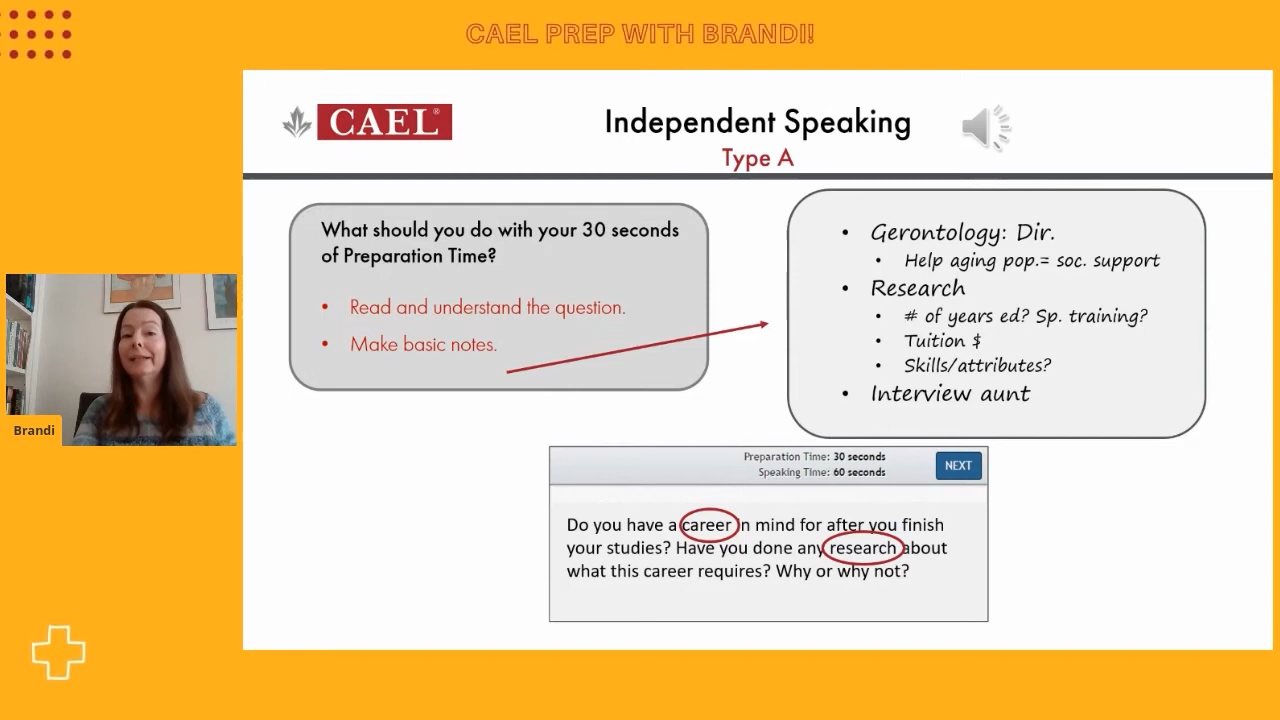 CAEL PREP WITH BRANDI!
CAEL®
Independent Speaking
Type A
What should you do with your 30 seconds
of Preparation Time?
• Read and understand the question.
• Make basic notes.
• Gerontology: Dir.
• Help aging pop.= soc. support
• Research
• # of years ed? Sp. training?
• Tuition $
• Skills/attributes?
• Interview aunt
Brandi
Preparation Time: 30 seconds
Speaking Time: 60 seconds
NEXT
Do you have a career in mind for after you finish
your studies? Have you done any research about
what this career requires? Why or why not?